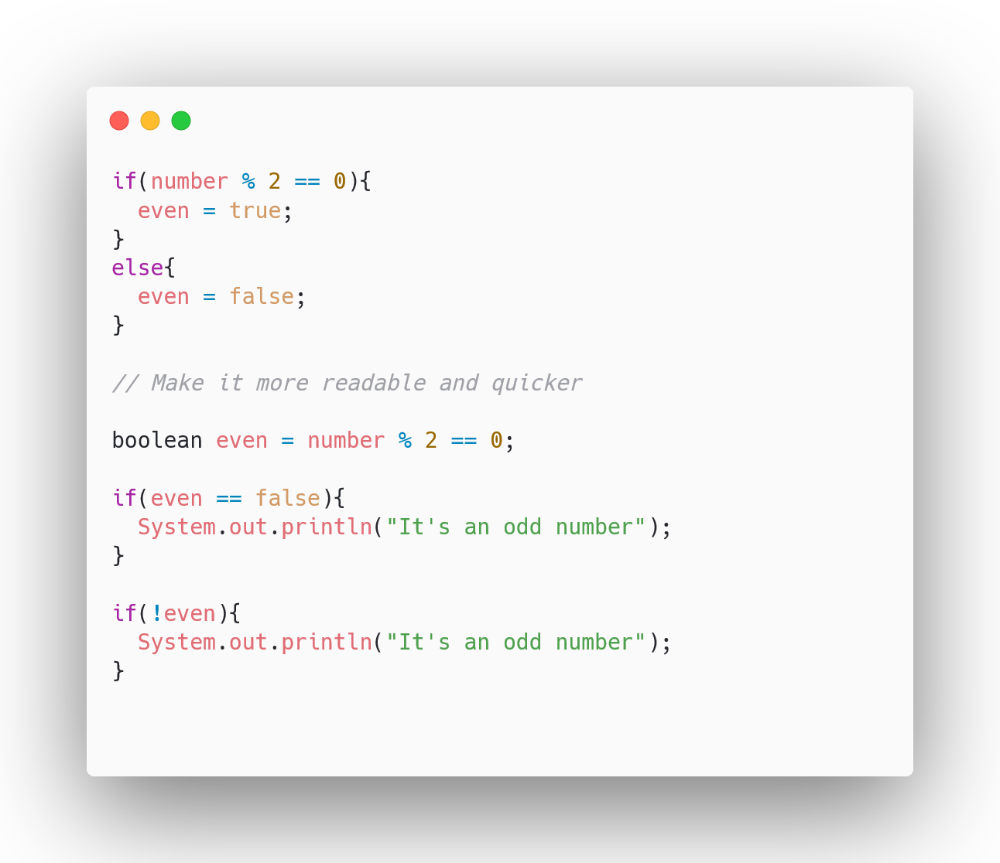 if(number % 2 == 0){
  even = true;
}
else{
  even = false;
}

// Make it more readable and quicker

boolean even = number % 2 == 0;

if(even == false){
  System.out.println("It's an odd number");
}

if(!even){
  System.out.println("It's an odd number");
}